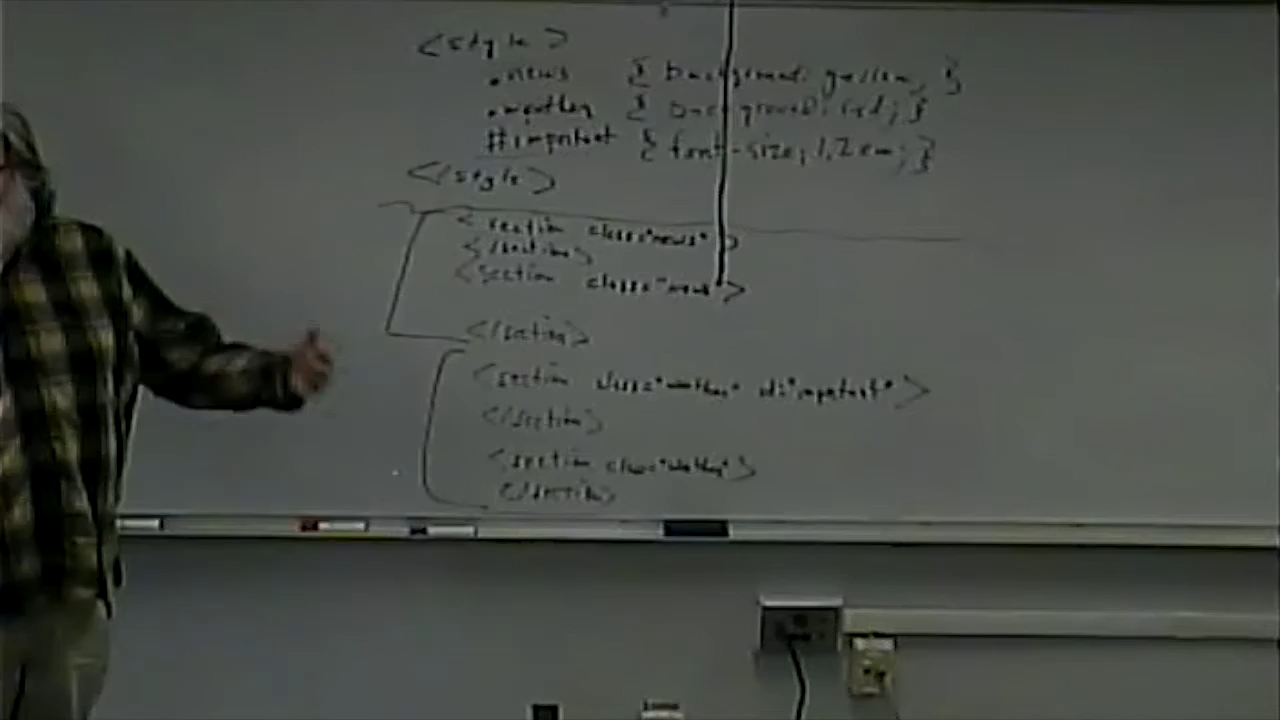 <style>
.news { background: yellow; }
.weather { background: red; }
#important { font-size: 1.2em; }
</style>
<section class="news">
</section>
<section class="news">
</section>
<section class="weather" id="important">
</section>
<section class="weather">
</section>